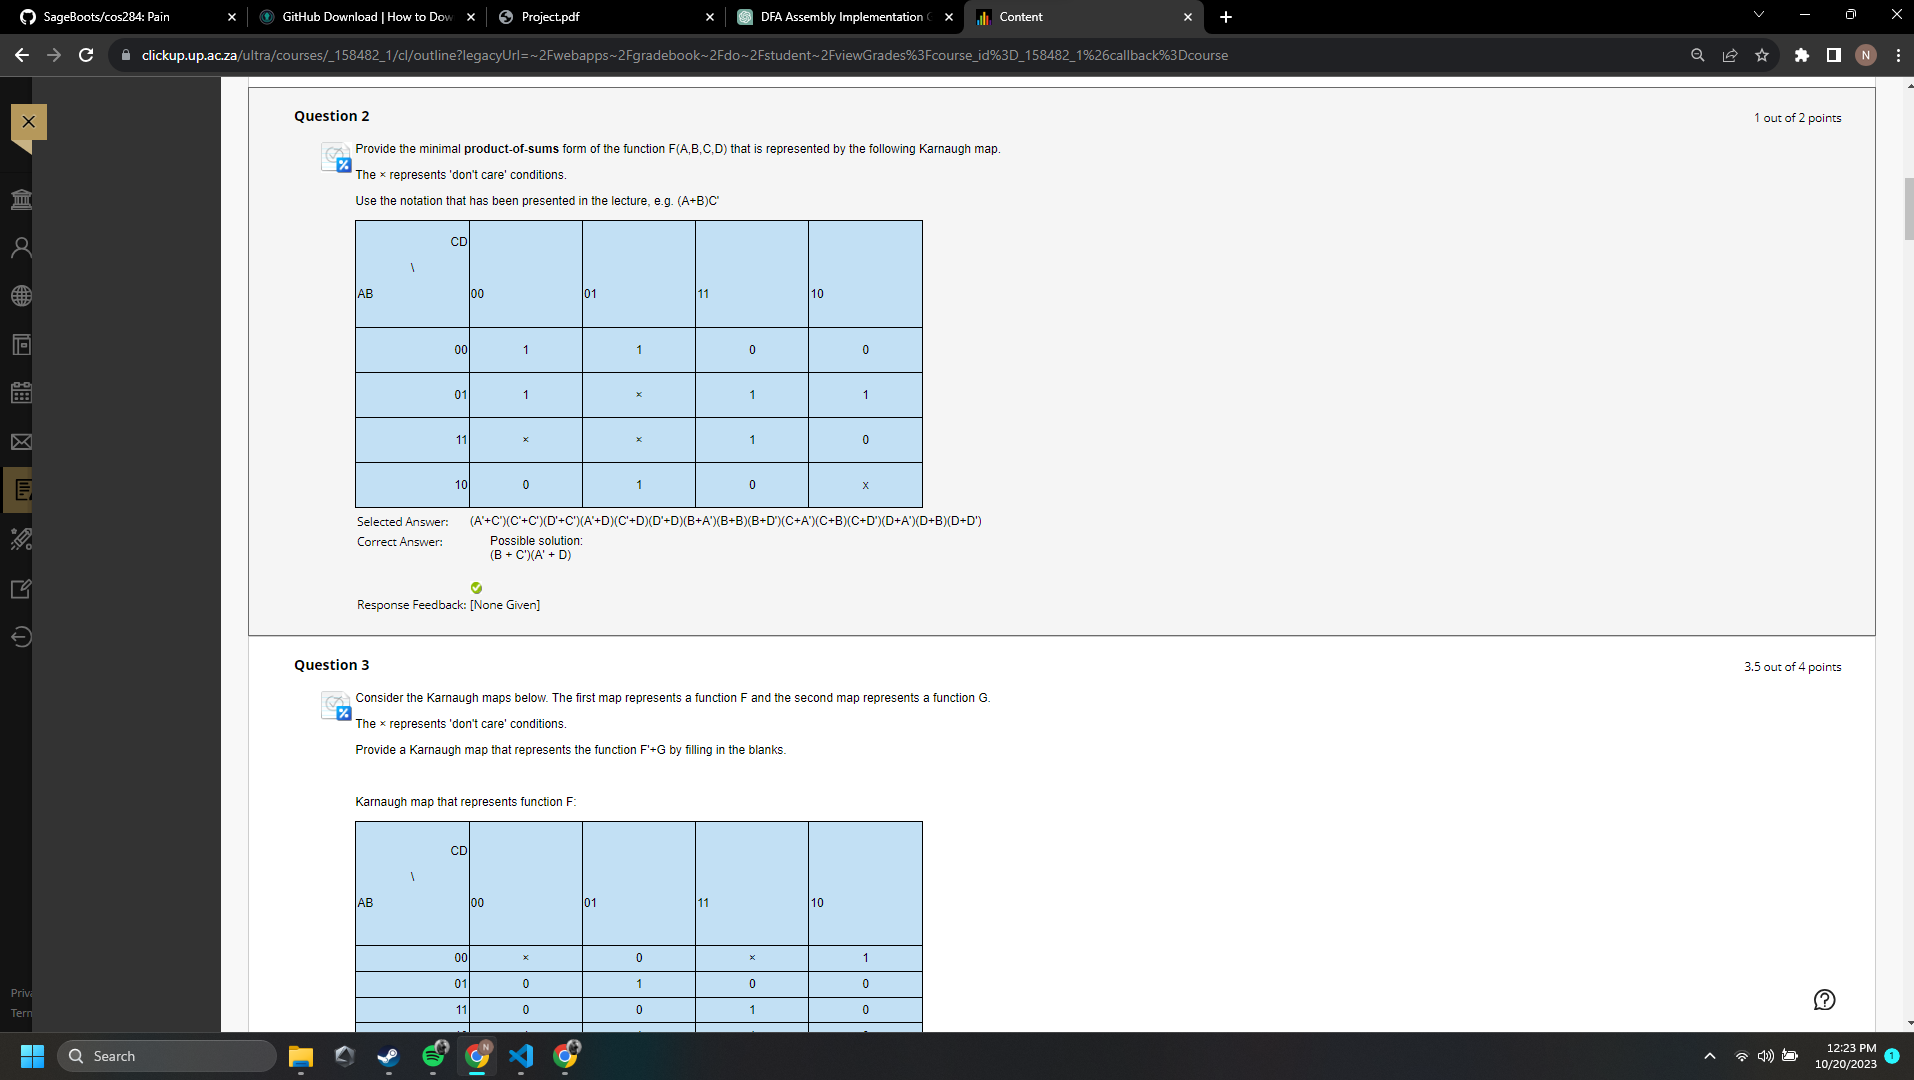 SageBoots/cos284: Pain
GitHub Download | How to Dow
Project.pdf
DFA Assembly Implementation
Content
clickup.up.ac.za/ultra/courses/_158482_1/cl/outline?legacyUrl=~2Fwebapps~2Fgradebook~2Fdo~2Fstudent~2FviewGrades%3Fcourse_id%3D_158482_1%26callback%3Dcourse
N
Question 2
1 out of 2 points
Provide the minimal product-of-sums form of the function F(A,B,C,D) that is represented by the following Karnaugh map.
The × represents 'don't care' conditions.
Use the notation that has been presented in the lecture, e.g. (A+B)C'
CD
\
AB 00 01 11 10
00 1 1 0 0
01 1 × 1 1
11 × × 1 0
10 0 1 0 x
Selected Answer: (A'+C')(C'+C')(D'+C')(A'+D)(C'+D)(D'+D)(B+A')(B+B)(B+D')(C+A')(C+B)(C+D')(D+A')(D+B)(D+D')
Correct Answer: Possible solution:
(B + C')(A' + D)
Response Feedback: [None Given]
Question 3
3.5 out of 4 points
Consider the Karnaugh maps below. The first map represents a function F and the second map represents a function G.
The × represents 'don't care' conditions.
Provide a Karnaugh map that represents the function F'+G by filling in the blanks.
Karnaugh map that represents function F:
CD
\
AB 00 01 11 10
00 × 0 × 1
01 0 1 0 0
11 0 0 1 0
Priva
Term
Search
N
12:23 PM
10/20/2023
1